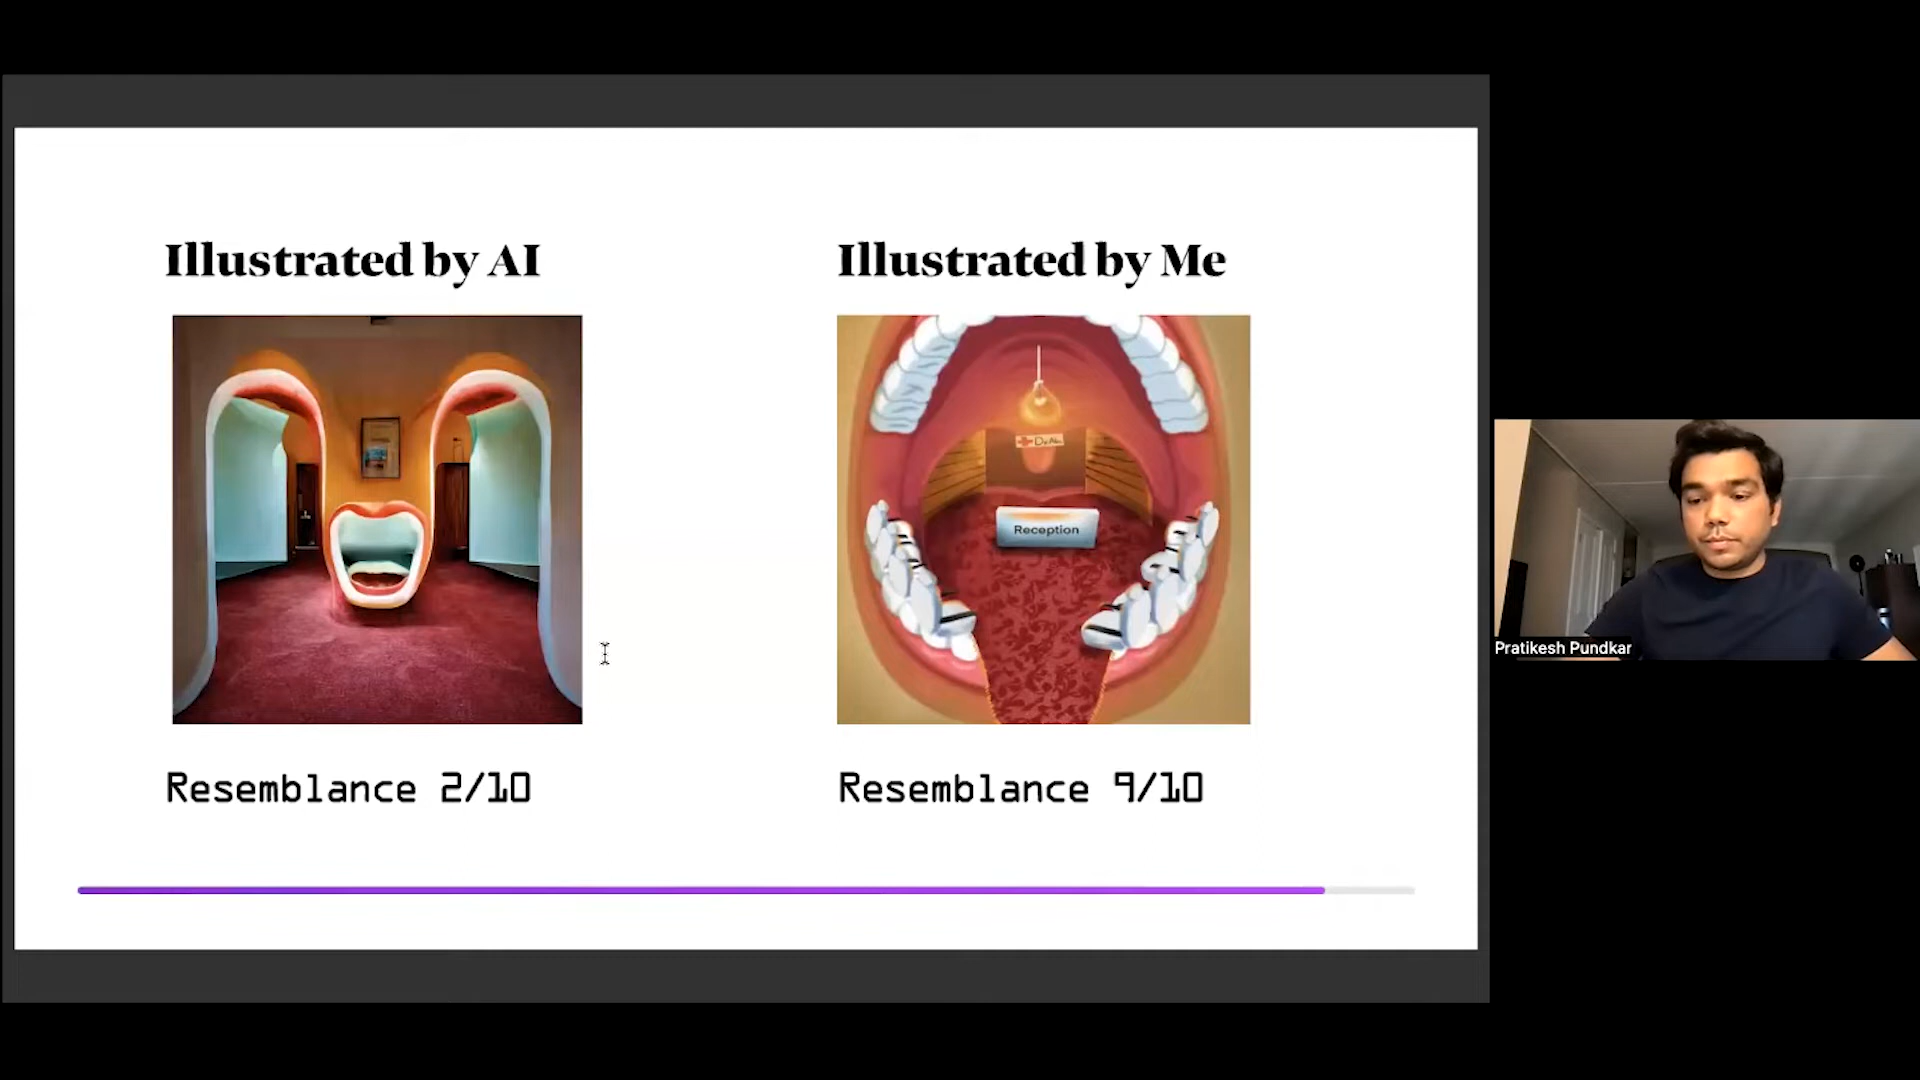 Illustrated by AI
Illustrated by Me
Reception
Resemblance 2/10
Resemblance 9/10
Pratikesh Pundkar